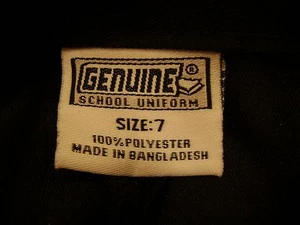 GENUINE®
SCHOOL UNIFORM
SIZE:7
100%POLYESTER
MADE IN BANGLADESH